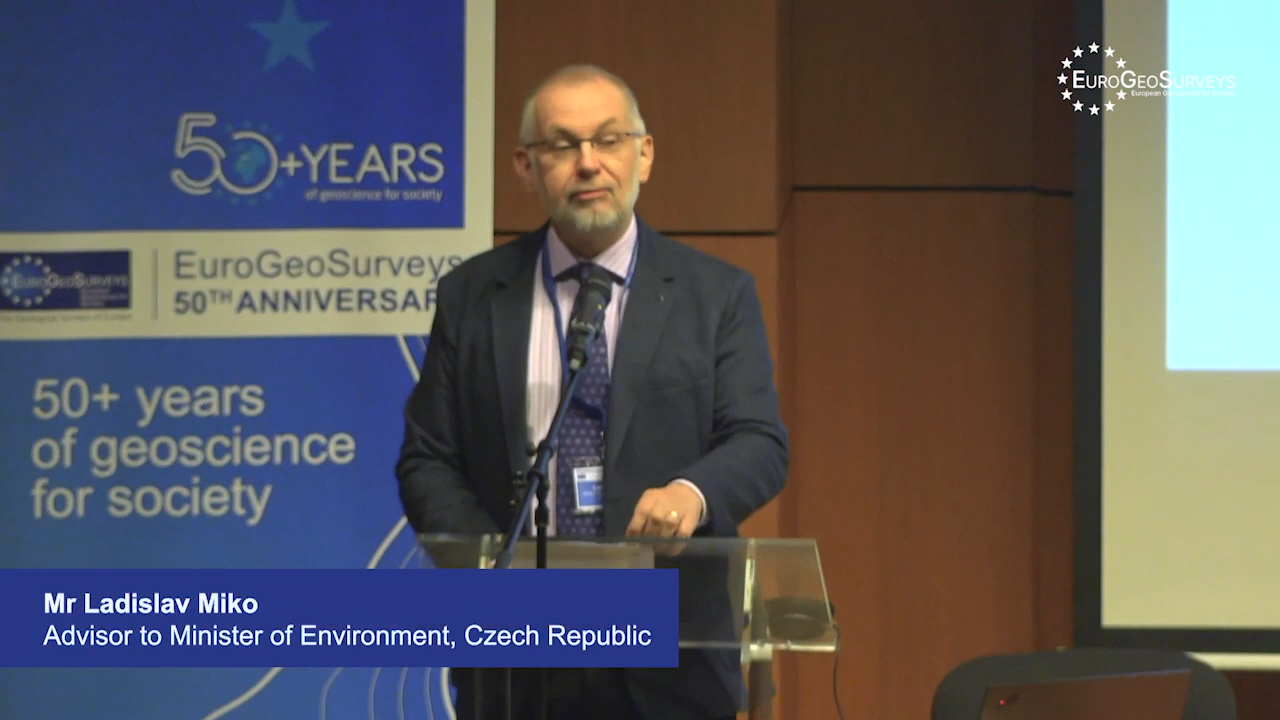 50+YEARS
of geoscience for society
EUROGEOSURVEYS
EuroGeoSurveys
50TH ANNIVERSAR
50+ years
of geoscience
for society
EUROGEOSURVEYS
Mr Ladislav Miko
Advisor to Minister of Environment, Czech Republic